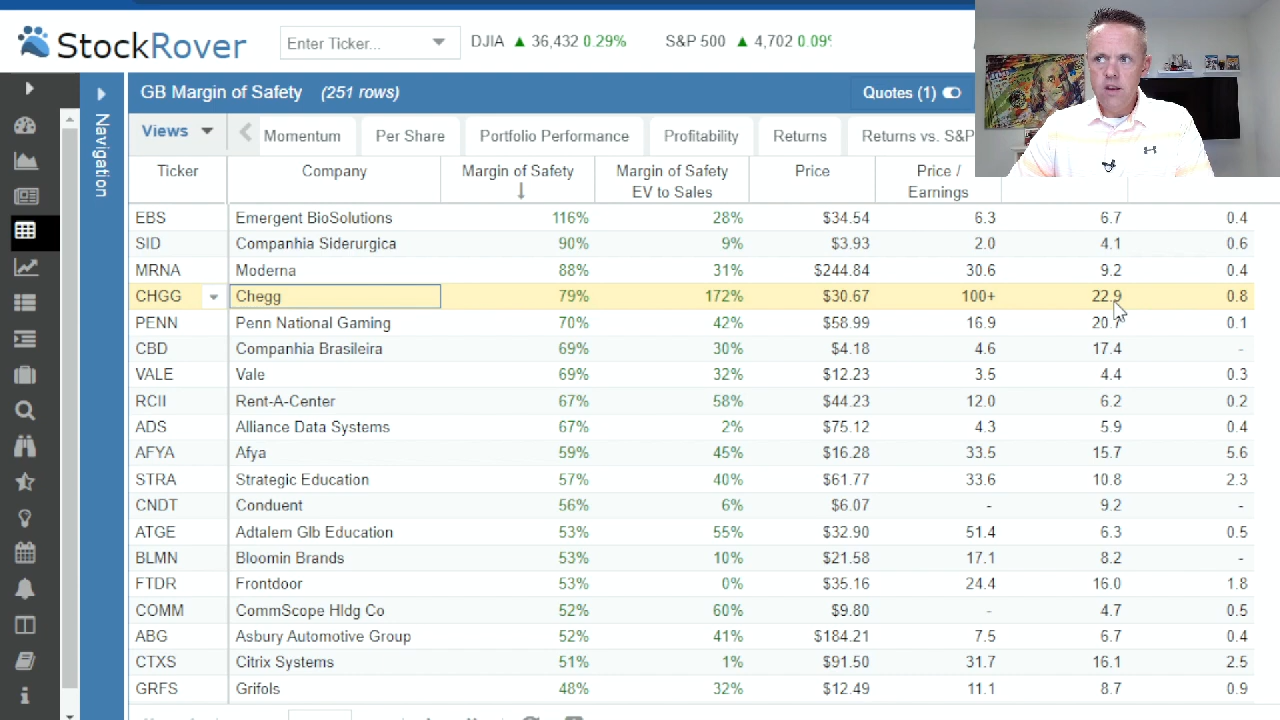 StockRover
Enter Ticker... DJIA ▲ 36,432 0.29% S&P 500 ▲ 4,702
GB Margin of Safety (251 rows) Quotes (1)
Views Momentum Per Share Portfolio Performance Profitability Returns Returns vs. S&P
Navigation
Ticker Company Margin of Safety ↓ Margin of Safety EV to Sales Price Price / Earnings
EBS Emergent BioSolutions 116% 28% $34.54 6.3 6.7 0.4
SID Companhia Siderurgica 90% 9% $3.93 2.0 4.1 0.6
MRNA Moderna 88% 31% $244.84 30.6 9.2 0.4
CHGG Chegg 79% 172% $30.67 100+ 22.9 0.8
PENN Penn National Gaming 70% 42% $58.99 16.9 20.7 0.1
CBD Companhia Brasileira 69% 30% $4.18 4.6 17.4 -
VALE Vale 69% 32% $12.23 3.5 4.4 0.3
RCII Rent-A-Center 67% 58% $44.23 12.0 6.2 0.2
ADS Alliance Data Systems 67% 2% $75.12 4.3 5.9 0.4
AFYA Afya 59% 45% $16.28 33.5 15.7 5.6
STRA Strategic Education 57% 40% $61.77 33.6 10.8 2.3
CNDT Conduent 56% 6% $6.07 - 9.2 -
ATGE Adtalem Glb Education 53% 55% $32.90 51.4 6.3 0.5
BLMN Bloomin Brands 53% 10% $21.58 17.1 8.2 -
FTDR Frontdoor 53% 0% $35.16 24.4 16.0 1.8
COMM CommScope Hldg Co 52% 60% $9.80 - 4.7 0.5
ABG Asbury Automotive Group 52% 41% $184.21 7.5 6.7 0.4
CTXS Citrix Systems 51% 1% $91.50 31.7 16.1 2.5
GRFS Grifols 48% 32% $12.49 11.1 8.7 0.9